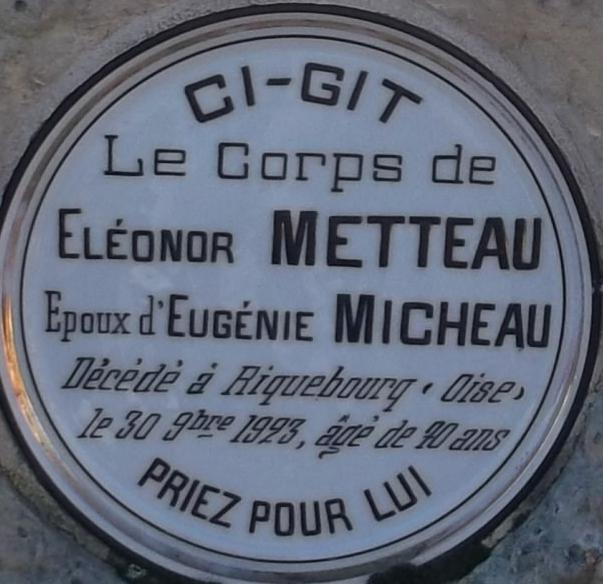 CI-GIT
Le Corps de
ELÉONOR METTEAU
Epoux d'EUGÉNIE MICHEAU
Décédé à Riquebourg (Oise)
le 30 9bre 1923, âgé de 40 ans
PRIEZ POUR LUI